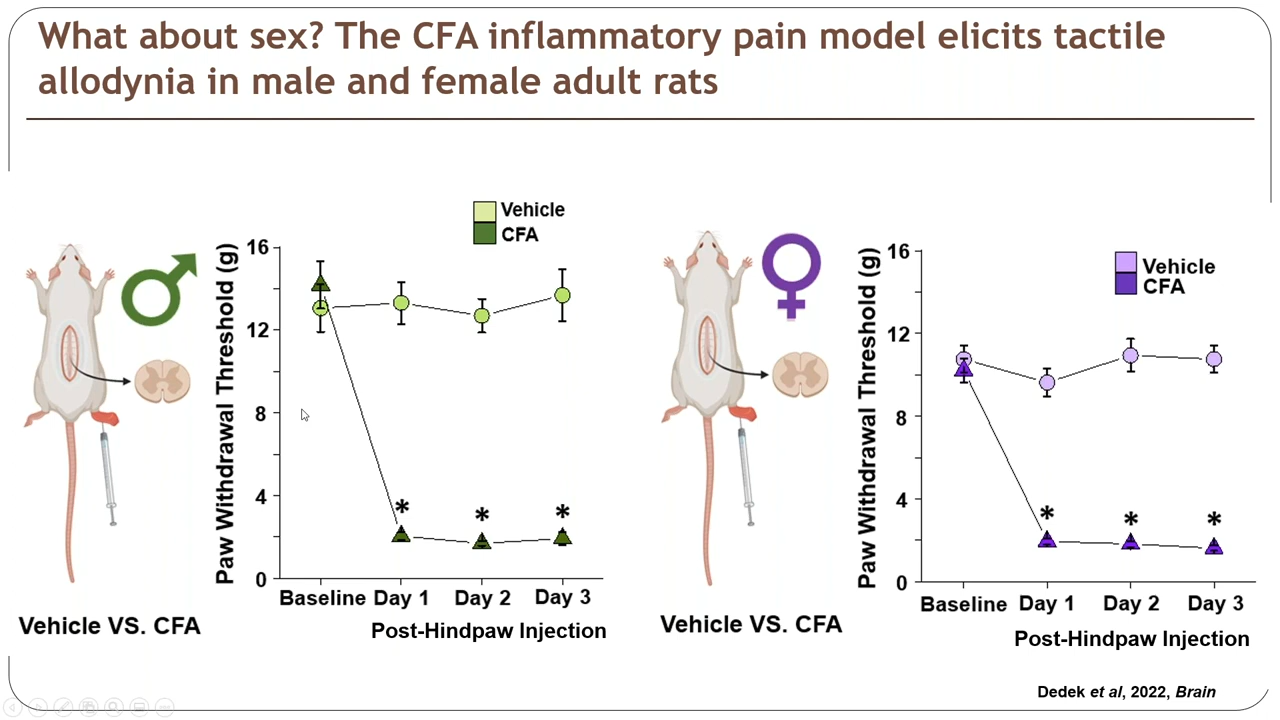 What about sex? The CFA inflammatory pain model elicits tactile
allodynia in male and female adult rats
Vehicle
CFA
Paw Withdrawal Threshold (g)
16
12
8
4
0
Baseline Day 1 Day 2 Day 3
Post-Hindpaw Injection
Vehicle VS. CFA
* * *
Vehicle
CFA
Paw Withdrawal Threshold (g)
16
12
8
4
0
Baseline Day 1 Day 2 Day 3
Post-Hindpaw Injection
Vehicle VS. CFA
* * *
Dedek et al, 2022, Brain